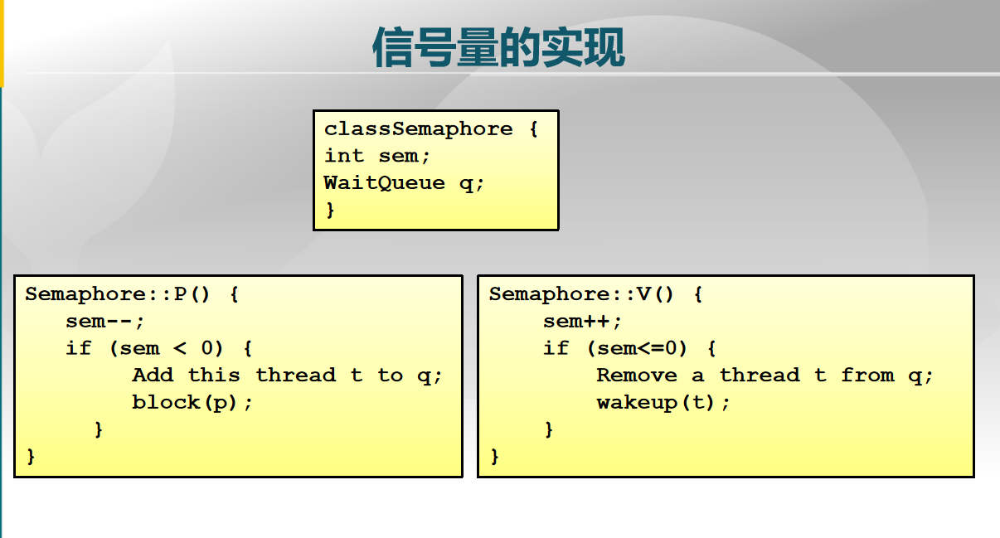 信号量的实现
classSemaphore {
int sem;
WaitQueue q;
}
Semaphore::P() {
sem--;
if (sem < 0) {
Add this thread t to q;
block(p);
}
}
Semaphore::V() {
sem++;
if (sem<=0) {
Remove a thread t from q;
wakeup(t);
}
}